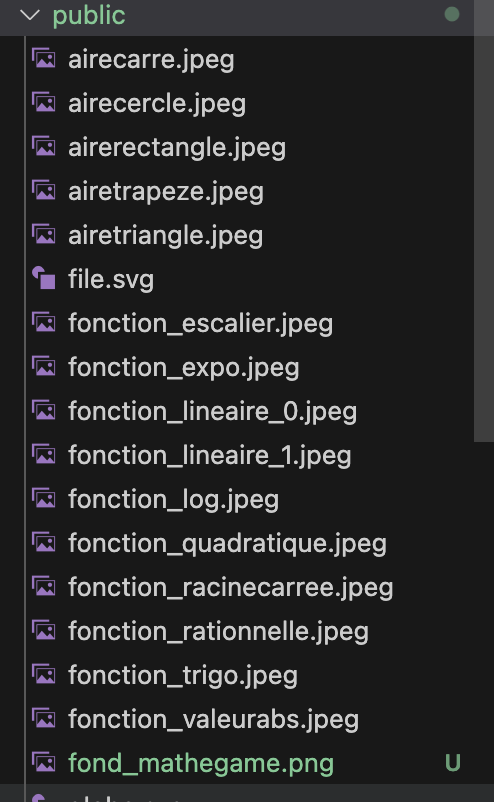 public
airecarre.jpeg
airecercle.jpeg
airerectangle.jpeg
airetrapeze.jpeg
airetriangle.jpeg
file.svg
fonction_escalier.jpeg
fonction_expo.jpeg
fonction_lineaire_0.jpeg
fonction_lineaire_1.jpeg
fonction_log.jpeg
fonction_quadratique.jpeg
fonction_racinecarree.jpeg
fonction_rationnelle.jpeg
fonction_trigo.jpeg
fonction_valeurabs.jpeg
fond_mathegame.png U